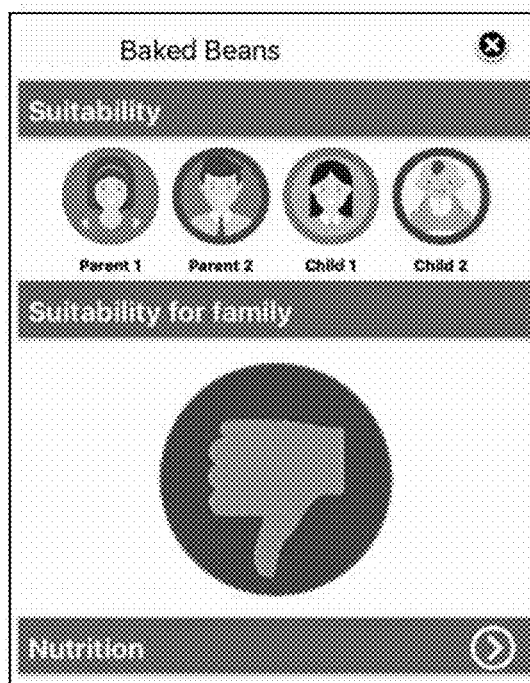 Baked Beans
Suitability
Parent 1 Parent 2 Child 1 Child 2
Suitability for family
Nutrition